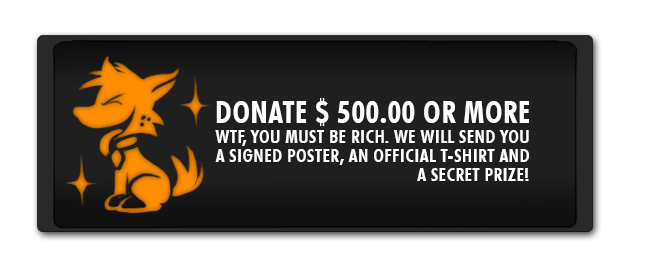 DONATE $ 500.00 OR MORE
WTF, YOU MUST BE RICH. WE WILL SEND YOU
A SIGNED POSTER, AN OFFICIAL T-SHIRT AND
A SECRET PRIZE!